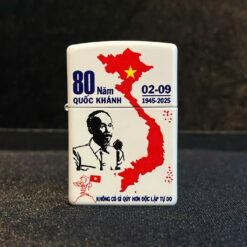 80 Năm
QUỐC KHÁNH
02-09
1945-2025
KHÔNG CÓ GÌ QUÝ HƠN ĐỘC LẬP TỰ DO